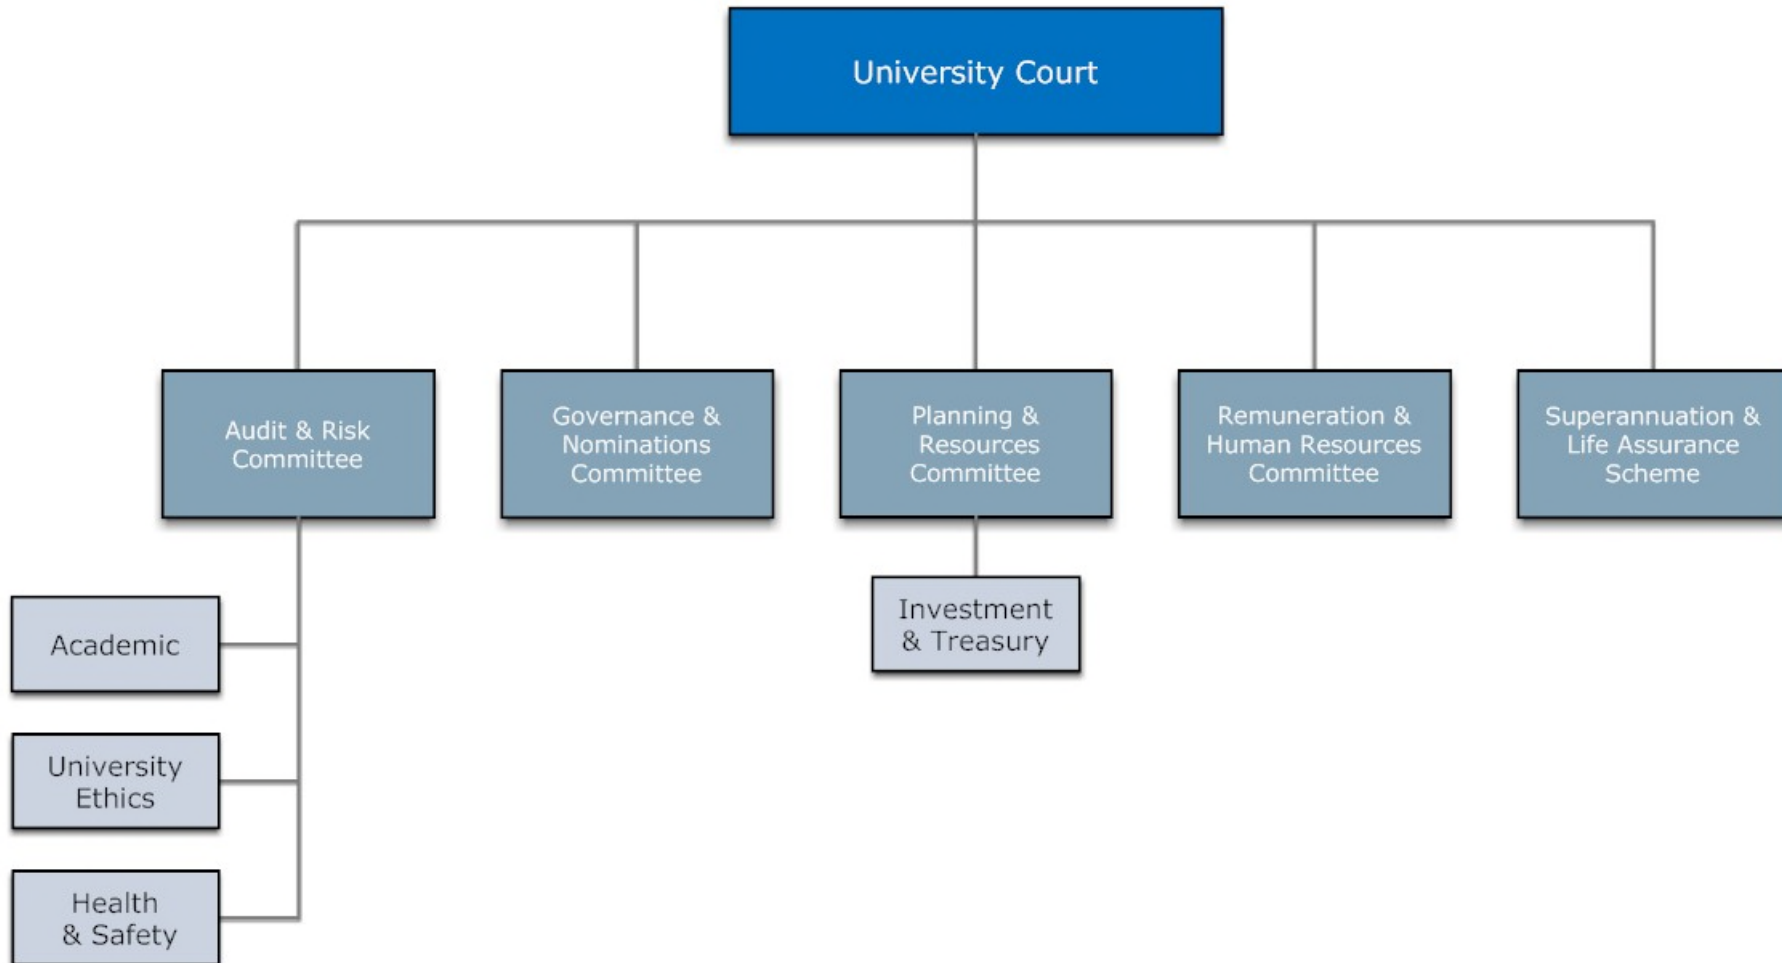 University Court
Audit & Risk
Committee
Governance &
Nominations
Committee
Planning &
Resources
Committee
Remuneration &
Human Resources
Committee
Superannuation &
Life Assurance
Scheme
Academic
University
Ethics
Health
& Safety
Investment
& Treasury